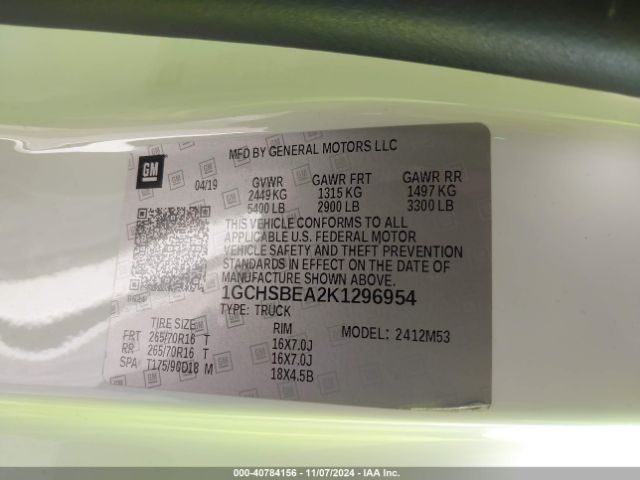 GM
MFD BY GENERAL MOTORS LLC
04/19
GVWR GAWR FRT GAWR RR
2449 KG 1315 KG 1497 KG
5400 LB 2900 LB 3300 LB
THIS VEHICLE CONFORMS TO ALL
APPLICABLE U.S. FEDERAL MOTOR
VEHICLE SAFETY AND THEFT PREVENTION
STANDARDS IN EFFECT ON THE DATE OF
MANUFACTURE SHOWN ABOVE.
1GCHSBEA2K1296954
TYPE: TRUCK
TIRE SIZE RIM MODEL: 2412M53
FRT 265/70R16 T 16X7.0J
RR 265/70R16 T 16X7.0J
SPA T175/90D18 M 18X4.5B
000-40784156 - 11/07/2024 - IAA Inc.